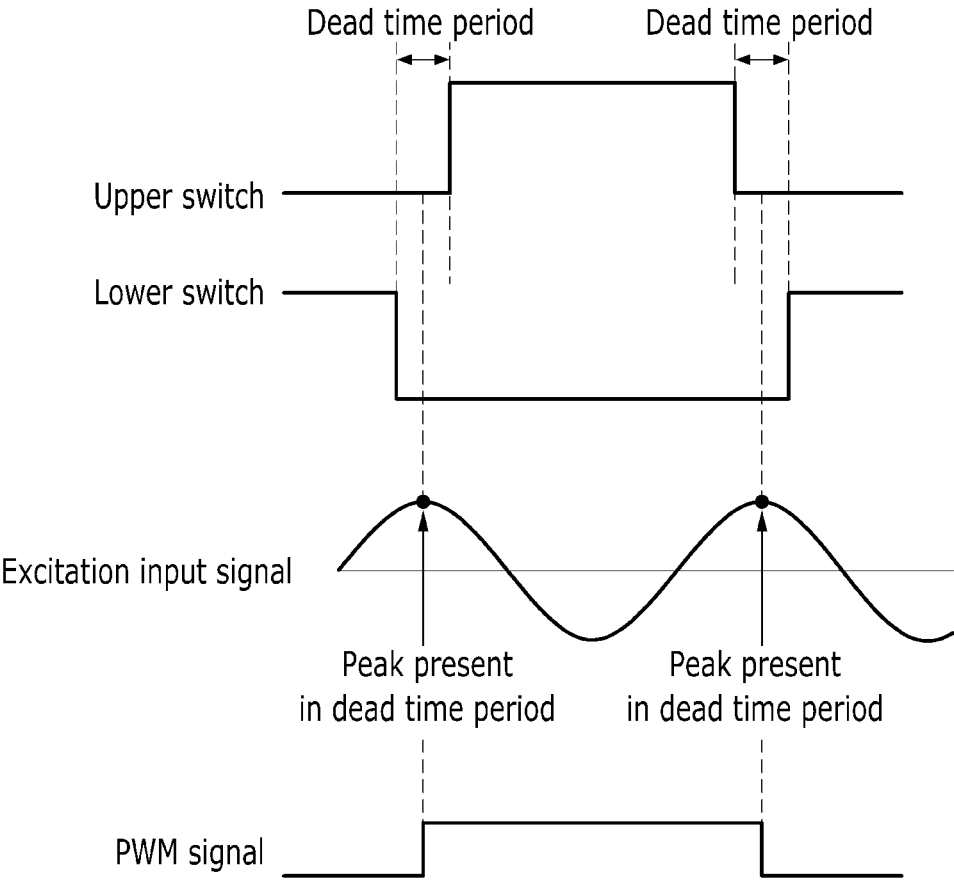 Dead time period
Dead time period
Upper switch
Lower switch
Excitation input signal
Peak present
in dead time period
Peak present
in dead time period
PWM signal